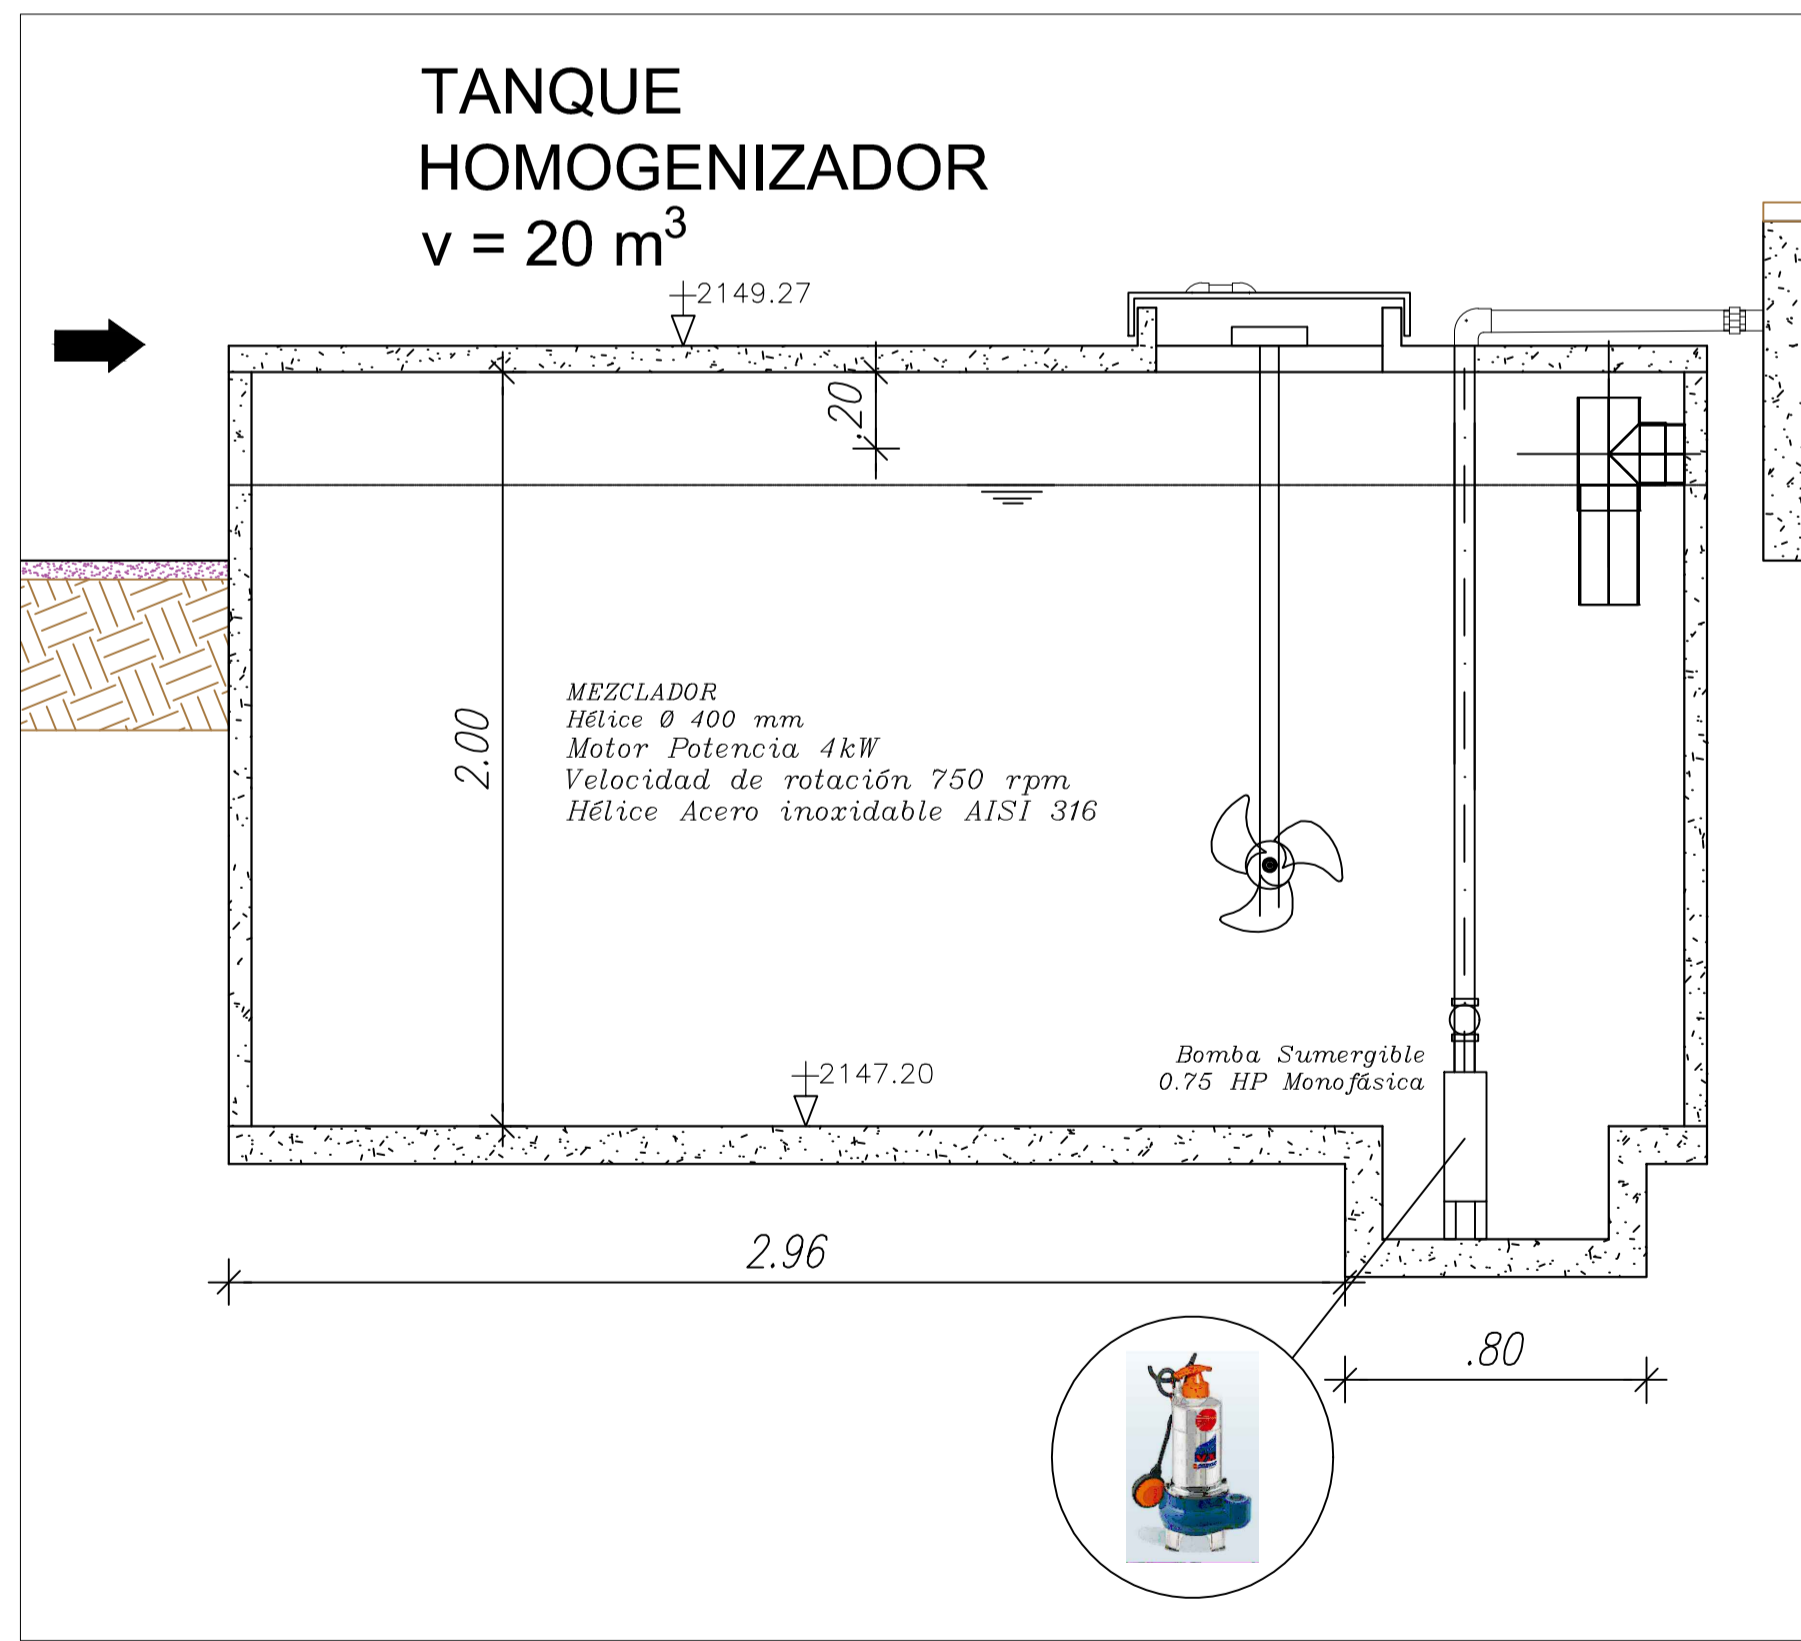 TANQUE
HOMOGENIZADOR
v = 20 m³
2149.27
.20
2.00
MEZCLADOR
Hélice Ø 400 mm
Motor Potencia 4kW
Velocidad de rotación 750 rpm
Hélice Acero inoxidable AISI 316
2147.20
Bomba Sumergible
0.75 HP Monofásica
2.96
.80